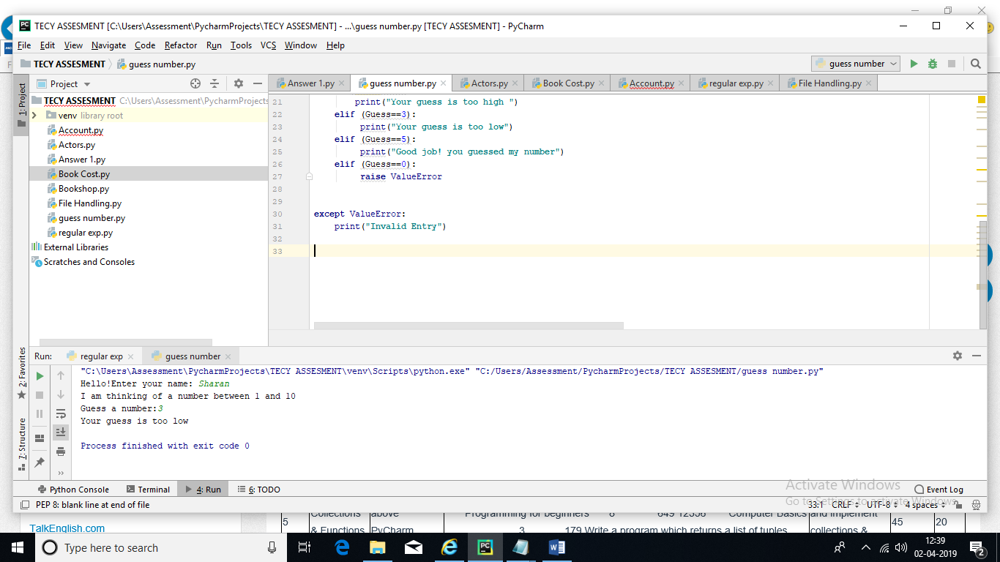 TECY ASSESMENT [C:\Users\Assessment\PycharmProjects\TECY ASSESMENT] - ...\guess number.py [TECY ASSESMENT] - PyCharm
File Edit View Navigate Code Refactor Run Tools VCS Window Help
TECY ASSESMENT guess number.py
guess number
1: Project
Project
Answer 1.py guess number.py Actors.py Book Cost.py Account.py regular exp.py File Handling.py
TECY ASSESMENT C:\Users\Assessment\PycharmProjects
venv library root
Account.py
Actors.py
Answer 1.py
Book Cost.py
Bookshop.py
File Handling.py
guess number.py
regular exp.py
External Libraries
Scratches and Consoles
21 print("Your guess is too high ")
22 elif (Guess==3):
23 print("Your guess is too low")
24 elif (Guess==5):
25 print("Good job! you guessed my number")
26 elif (Guess==0):
27 raise ValueError
28
29
30 except ValueError:
31 print("Invalid Entry")
32
33
2: Favorites
7: Structure
Run: regular exp guess number
"C:\Users\Assessment\PycharmProjects\TECY ASSESMENT\venv\Scripts\python.exe" "C:/Users/Assessment/PycharmProjects/TECY ASSESMENT/guess number.py"
Hello!Enter your name: Sharan
I am thinking of a number between 1 and 10
Guess a number:3
Your guess is too low
Process finished with exit code 0
Python Console Terminal 4: Run 6: TODO
Event Log
Activate Windows
Go to Settings to activate Windows.
PEP 8: blank line at end of file
33:1 CRLF UTF-8 4 spaces
TalkEnglish.com
5 Collections above Programming for beginners 8 649 12556 Computer Basics and implement 45 20
& Functions PyCharm 3 179 Write a program which returns a list of tuples collections &
Type here to search
12:39
02-04-2019
2